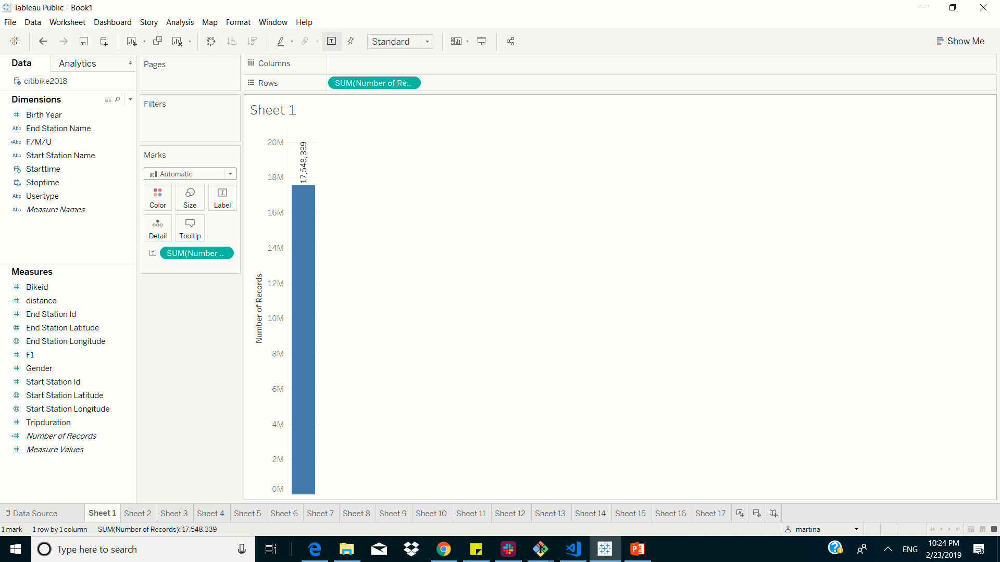 Tableau Public - Book1
File Data Worksheet Dashboard Story Analysis Map Format Window Help
Standard
Show Me
Data Analytics
citibike2018
Dimensions
Abc
Birth Year
Abc End Station Name
=Abc F/M/U
Abc Start Station Name
Starttime
Stoptime
Abc Usertype
Abc Measure Names
Measures
Bikeid
distance
End Station Id
End Station Latitude
End Station Longitude
F1
Gender
Start Station Id
Start Station Latitude
Start Station Longitude
Tripduration
Number of Records
Measure Values
Pages
Filters
Marks
Automatic
Color Size Label
Detail Tooltip
SUM(Number ..
Columns
Rows SUM(Number of Re..
Sheet 1
17,548,339
20M
18M
16M
14M
12M
10M
8M
6M
4M
2M
0M
Number of Records
Data Source Sheet 1 Sheet 2 Sheet 3 Sheet 4 Sheet 5 Sheet 6 Sheet 7 Sheet 8 Sheet 9 Sheet 10 Sheet 11 Sheet 12 Sheet 13 Sheet 14 Sheet 15 Sheet 16 Sheet 17
1 mark 1 row by 1 column SUM(Number of Records): 17,548,339 martina
Type here to search ENG 10:24 PM
2/23/2019